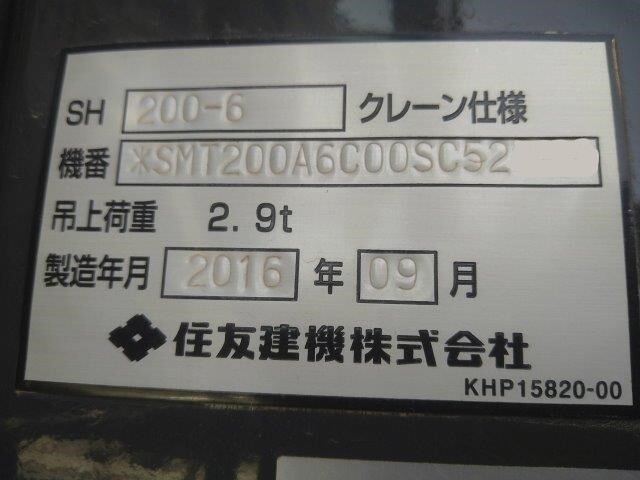 SH 200-6 クレーン仕様
機番 *SMT200A6C00SC52
吊上荷重 2.9t
製造年月 2016 年 09 月
住友建機株式会社
KHP15820-00